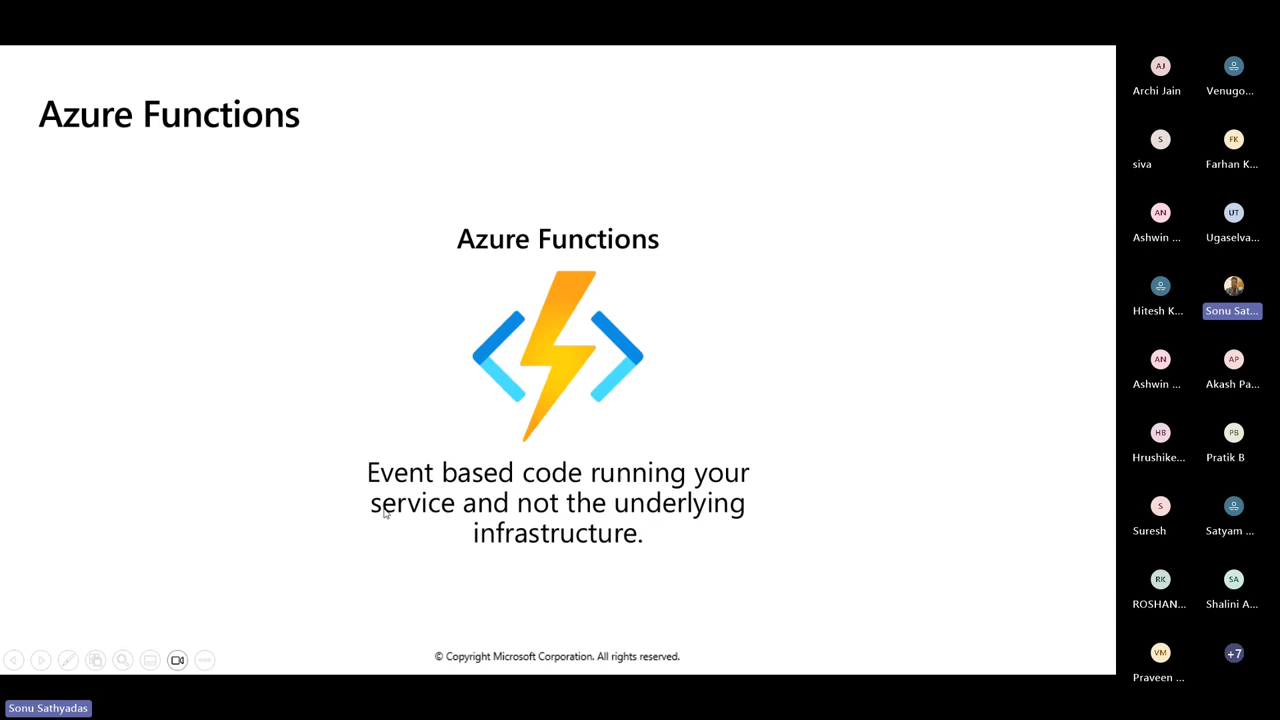 Azure Functions
Azure Functions
Event based code running your
service and not the underlying
infrastructure.
© Copyright Microsoft Corporation. All rights reserved.
Sonu Sathyadas
AJ
Archi Jain
Venugo...
S
siva
FK
Farhan K...
AN
Ashwin ...
UT
Ugaselva...
Hitesh K...
Sonu Sat...
AN
Ashwin ...
AP
Akash Pa...
HB
Hrushike...
PB
Pratik B
S
Suresh
Satyam ...
RK
ROSHAN...
SA
Shalini A...
VM
Praveen ...
+7